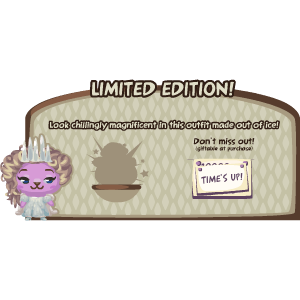 LIMITED EDITION!
Look chillingly magnificent in this outfit made out of ice!
Don't miss out!
(giftable at purchase)
TIME'S UP!